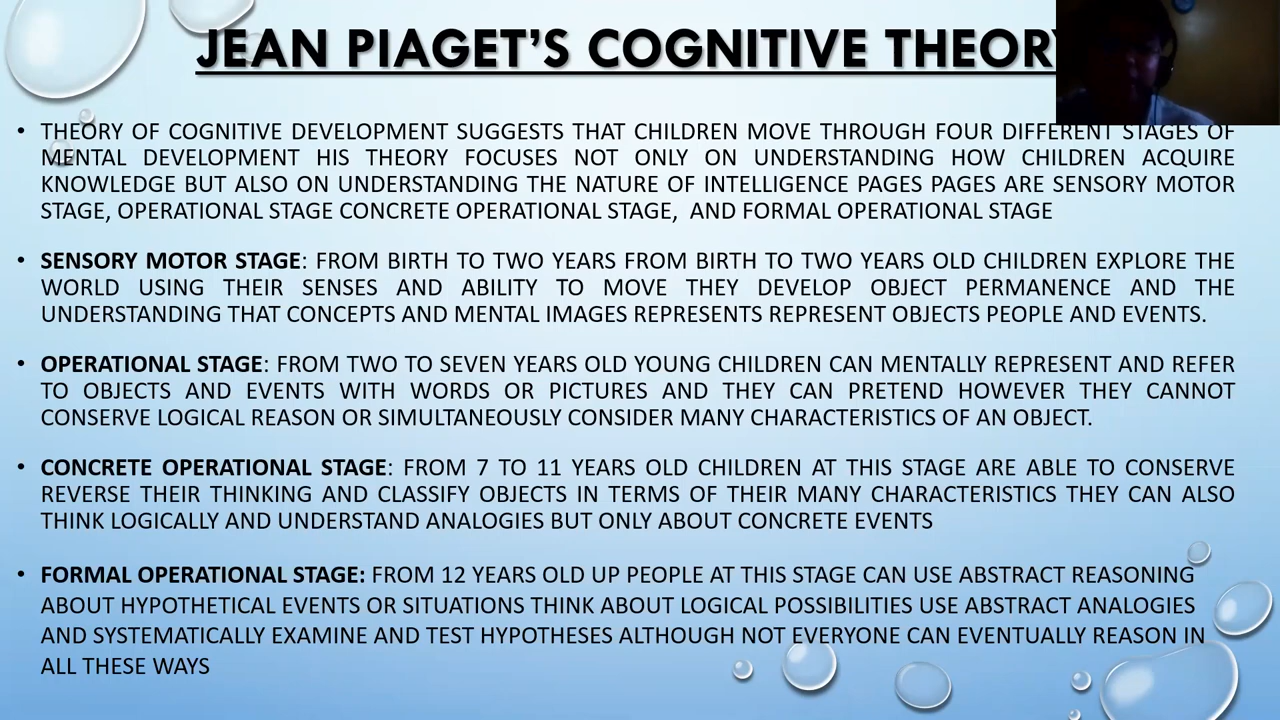 JEAN PIAGET’S COGNITIVE THEORY
• THEORY OF COGNITIVE DEVELOPMENT SUGGESTS THAT CHILDREN MOVE THROUGH FOUR DIFFERENT STAGES OF
MENTAL DEVELOPMENT HIS THEORY FOCUSES NOT ONLY ON UNDERSTANDING HOW CHILDREN ACQUIRE
KNOWLEDGE BUT ALSO ON UNDERSTANDING THE NATURE OF INTELLIGENCE PAGES PAGES ARE SENSORY MOTOR
STAGE, OPERATIONAL STAGE CONCRETE OPERATIONAL STAGE, AND FORMAL OPERATIONAL STAGE
• SENSORY MOTOR STAGE: FROM BIRTH TO TWO YEARS FROM BIRTH TO TWO YEARS OLD CHILDREN EXPLORE THE
WORLD USING THEIR SENSES AND ABILITY TO MOVE THEY DEVELOP OBJECT PERMANENCE AND THE
UNDERSTANDING THAT CONCEPTS AND MENTAL IMAGES REPRESENTS REPRESENT OBJECTS PEOPLE AND EVENTS.
• OPERATIONAL STAGE: FROM TWO TO SEVEN YEARS OLD YOUNG CHILDREN CAN MENTALLY REPRESENT AND REFER
TO OBJECTS AND EVENTS WITH WORDS OR PICTURES AND THEY CAN PRETEND HOWEVER THEY CANNOT
CONSERVE LOGICAL REASON OR SIMULTANEOUSLY CONSIDER MANY CHARACTERISTICS OF AN OBJECT.
• CONCRETE OPERATIONAL STAGE: FROM 7 TO 11 YEARS OLD CHILDREN AT THIS STAGE ARE ABLE TO CONSERVE
REVERSE THEIR THINKING AND CLASSIFY OBJECTS IN TERMS OF THEIR MANY CHARACTERISTICS THEY CAN ALSO
THINK LOGICALLY AND UNDERSTAND ANALOGIES BUT ONLY ABOUT CONCRETE EVENTS
• FORMAL OPERATIONAL STAGE: FROM 12 YEARS OLD UP PEOPLE AT THIS STAGE CAN USE ABSTRACT REASONING
ABOUT HYPOTHETICAL EVENTS OR SITUATIONS THINK ABOUT LOGICAL POSSIBILITIES USE ABSTRACT ANALOGIES
AND SYSTEMATICALLY EXAMINE AND TEST HYPOTHESES ALTHOUGH NOT EVERYONE CAN EVENTUALLY REASON IN
ALL THESE WAYS